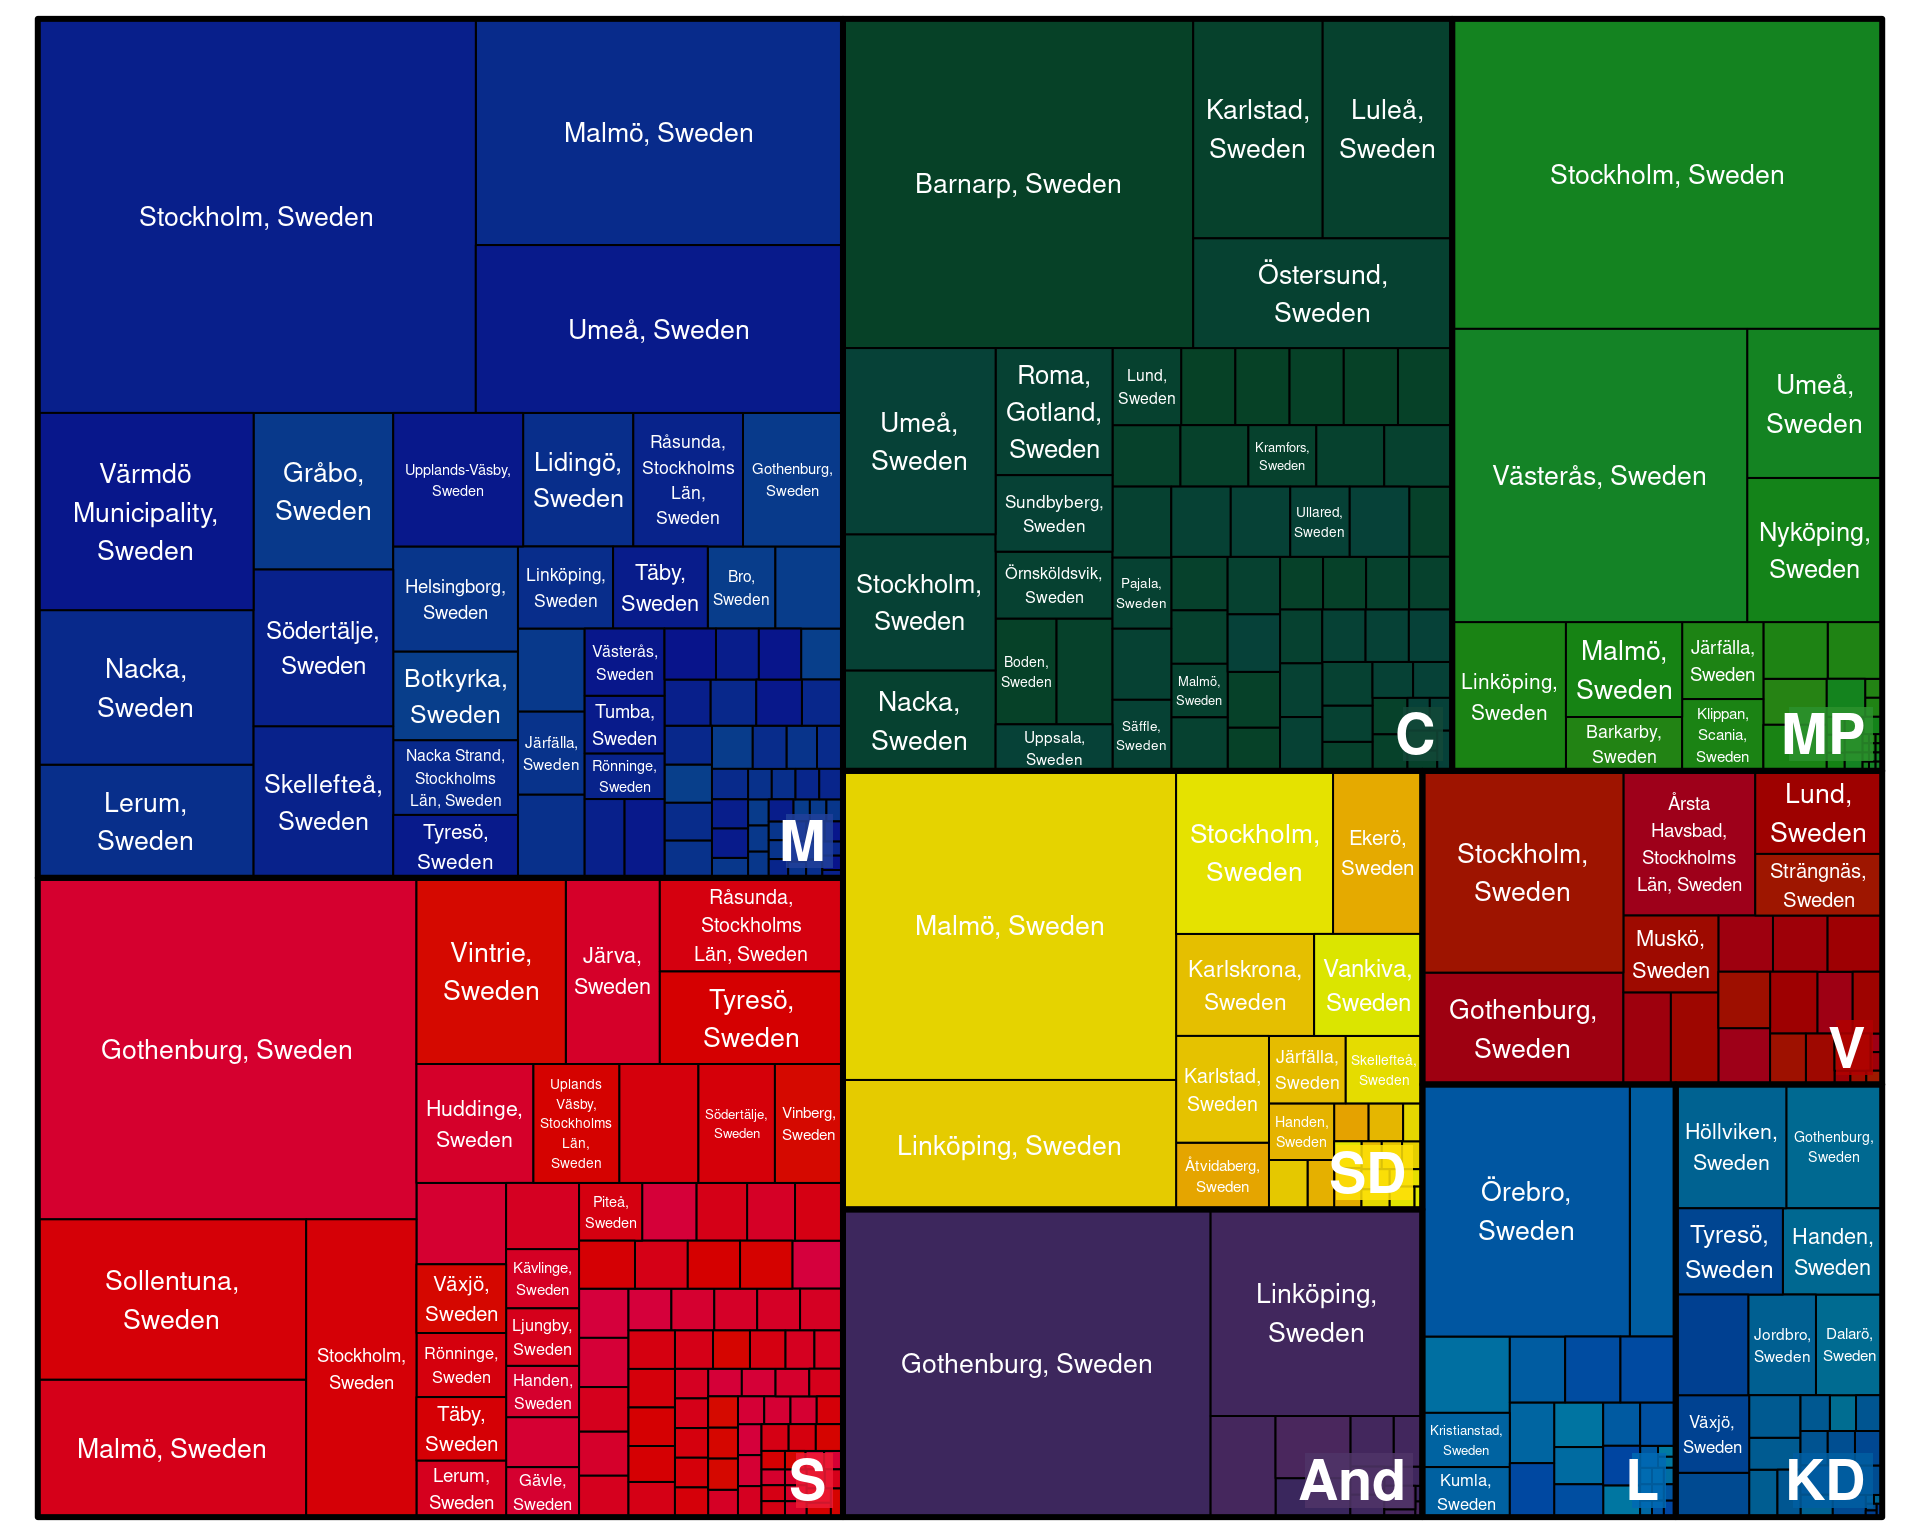 Stockholm, Sweden
Malmö, Sweden
Umeå, Sweden
Värmdö
Municipality,
Sweden
Nacka,
Sweden
Lerum,
Sweden
Gråbo,
Sweden
Södertälje,
Sweden
Skellefteå,
Sweden
Upplands-Väsby,
Sweden
Lidingö,
Sweden
Råsunda,
Stockholms
Län,
Sweden
Gothenburg,
Sweden
Helsingborg,
Sweden
Botkyrka,
Sweden
Nacka Strand,
Stockholms
Län, Sweden
Tyresö,
Sweden
Linköping,
Sweden
Täby,
Sweden
Bro,
Sweden
Järfälla,
Sweden
Västerås,
Sweden
Tumba,
Sweden
Rönninge,
Sweden
M
Barnarp, Sweden
Karlstad,
Sweden
Luleå,
Sweden
Östersund,
Sweden
Umeå,
Sweden
Stockholm,
Sweden
Nacka,
Sweden
Roma,
Gotland,
Sweden
Sundbyberg,
Sweden
Örnsköldsvik,
Sweden
Boden,
Sweden
Uppsala,
Sweden
Lund,
Sweden
Kramfors,
Sweden
Ullared,
Sweden
Pajala,
Sweden
Malmö,
Sweden
Säffle,
Sweden
C
Stockholm, Sweden
Västerås, Sweden
Umeå,
Sweden
Nyköping,
Sweden
Linköping,
Sweden
Malmö,
Sweden
Barkarby,
Sweden
Järfälla,
Sweden
Klippan,
Scania,
Sweden
MP
Gothenburg, Sweden
Sollentuna,
Sweden
Malmö, Sweden
Stockholm,
Sweden
Vintrie,
Sweden
Järva,
Sweden
Råsunda,
Stockholms
Län, Sweden
Tyresö,
Sweden
Huddinge,
Sweden
Uplands
Väsby,
Stockholms
Län,
Sweden
Södertälje,
Sweden
Vinberg,
Sweden
Växjö,
Sweden
Rönninge,
Sweden
Täby,
Sweden
Lerum,
Sweden
Kävlinge,
Sweden
Ljungby,
Sweden
Handen,
Sweden
Gävle,
Sweden
Piteå,
Sweden
S
Malmö, Sweden
Linköping, Sweden
Stockholm,
Sweden
Ekerö,
Sweden
Karlskrona,
Sweden
Vankiva,
Sweden
Karlstad,
Sweden
Åtvidaberg,
Sweden
Järfälla,
Sweden
Skellefteå,
Sweden
Handen,
Sweden
SD
Gothenburg, Sweden
Linköping,
Sweden
And
Stockholm,
Sweden
Gothenburg,
Sweden
Årsta
Havsbad,
Stockholms
Län, Sweden
Lund,
Sweden
Strängnäs,
Sweden
Muskö,
Sweden
V
Örebro,
Sweden
Kristianstad,
Sweden
Kumla,
Sweden
L
Höllviken,
Sweden
Gothenburg,
Sweden
Tyresö,
Sweden
Handen,
Sweden
Jordbro,
Sweden
Dalarö,
Sweden
Växjö,
Sweden
KD